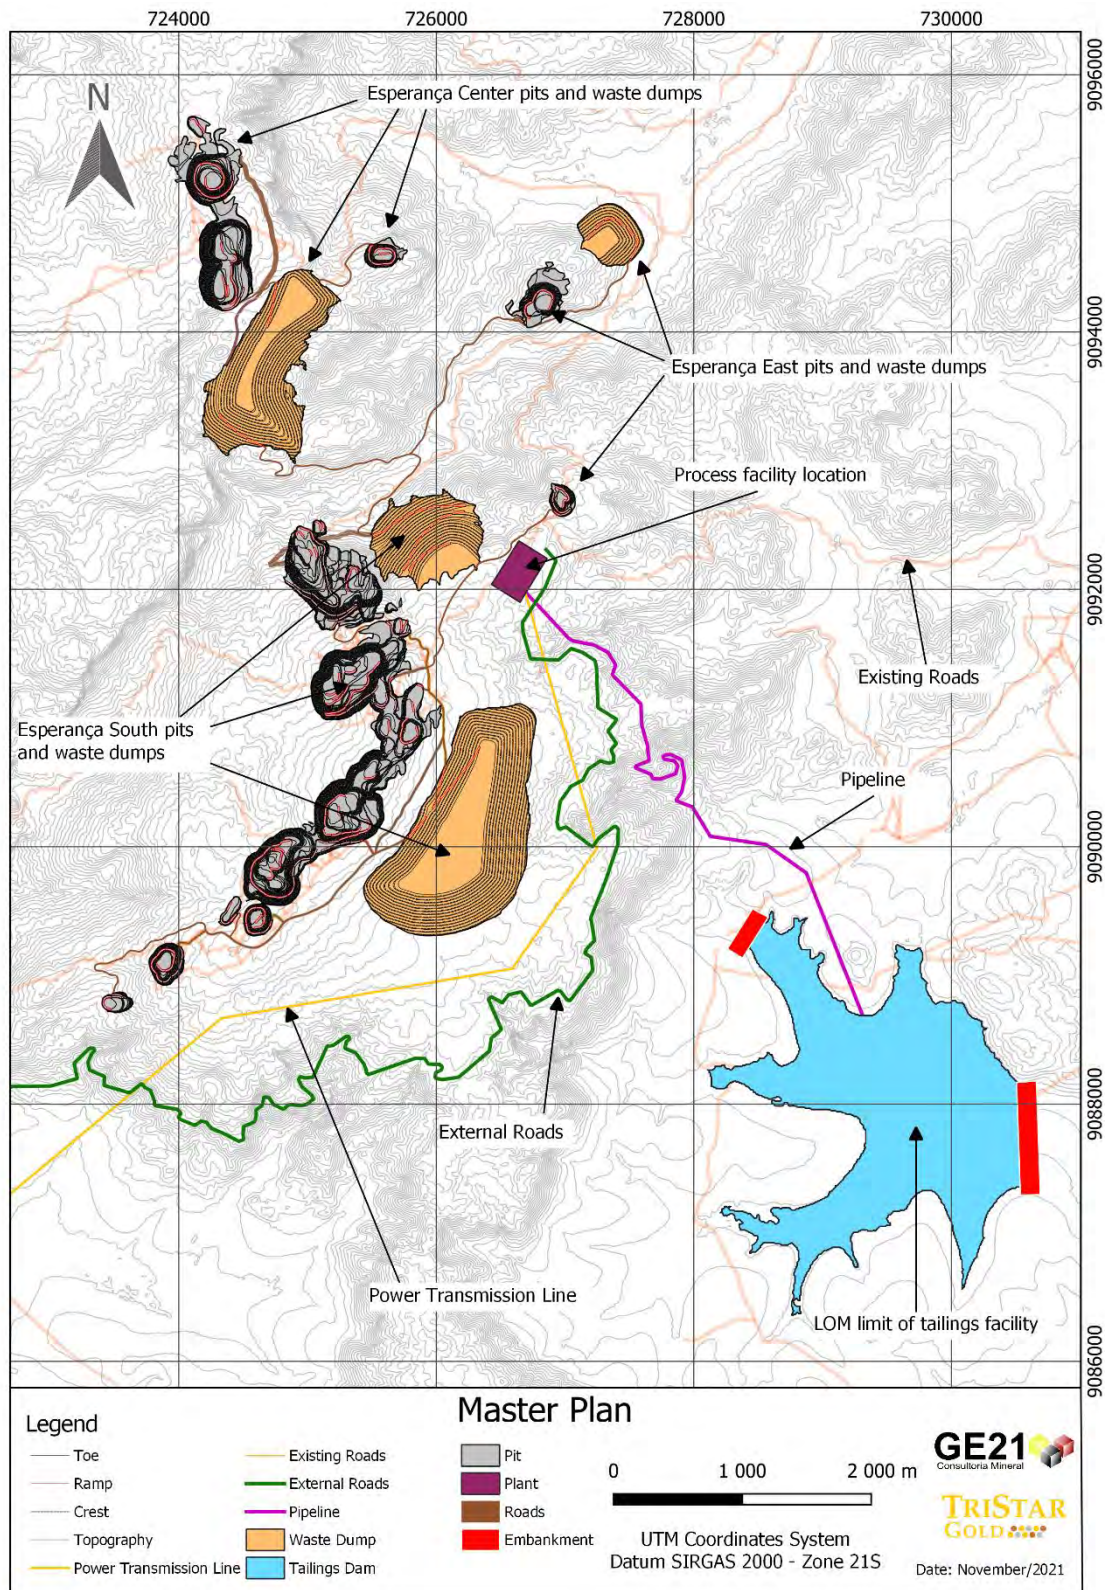 724000
726000
728000
730000
9096000
N
Esperança Center pits and waste dumps
9094000
Esperança East pits and waste dumps
Process facility location
9092000
Existing Roads
Esperança South pits
and waste dumps
Pipeline
9090000
9088000
External Roads
Power Transmission Line
LOM limit of tailings facility
9086000
Master Plan
Legend
Toe
Ramp
Crest
Topography
Power Transmission Line
Existing Roads
External Roads
Pipeline
Waste Dump
Tailings Dam
Pit
Plant
Roads
Embankment
0 1 000 2 000 m
UTM Coordinates System
Datum SIRGAS 2000 - Zone 21S
GE21
Consultoria Mineral
TRISTAR
GOLD
Date: November/2021